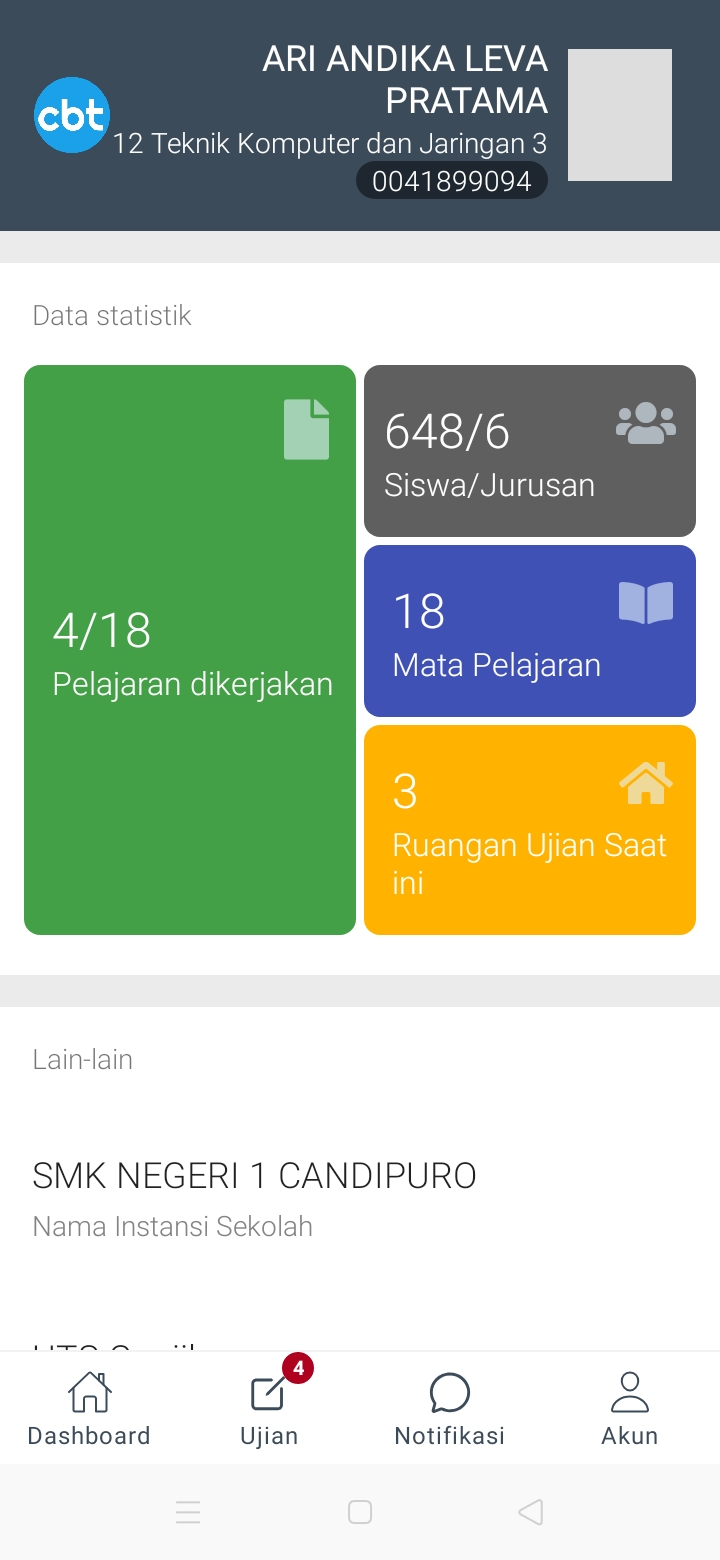 cbt
ARI ANDIKA LEVA
PRATAMA
12 Teknik Komputer dan Jaringan 3
0041899094
Data statistik
4/18
Pelajaran dikerjakan
648/6
Siswa/Jurusan
18
Mata Pelajaran
3
Ruangan Ujian Saat
ini
Lain-lain
SMK NEGERI 1 CANDIPURO
Nama Instansi Sekolah
4
Dashboard
Ujian
Notifikasi
Akun